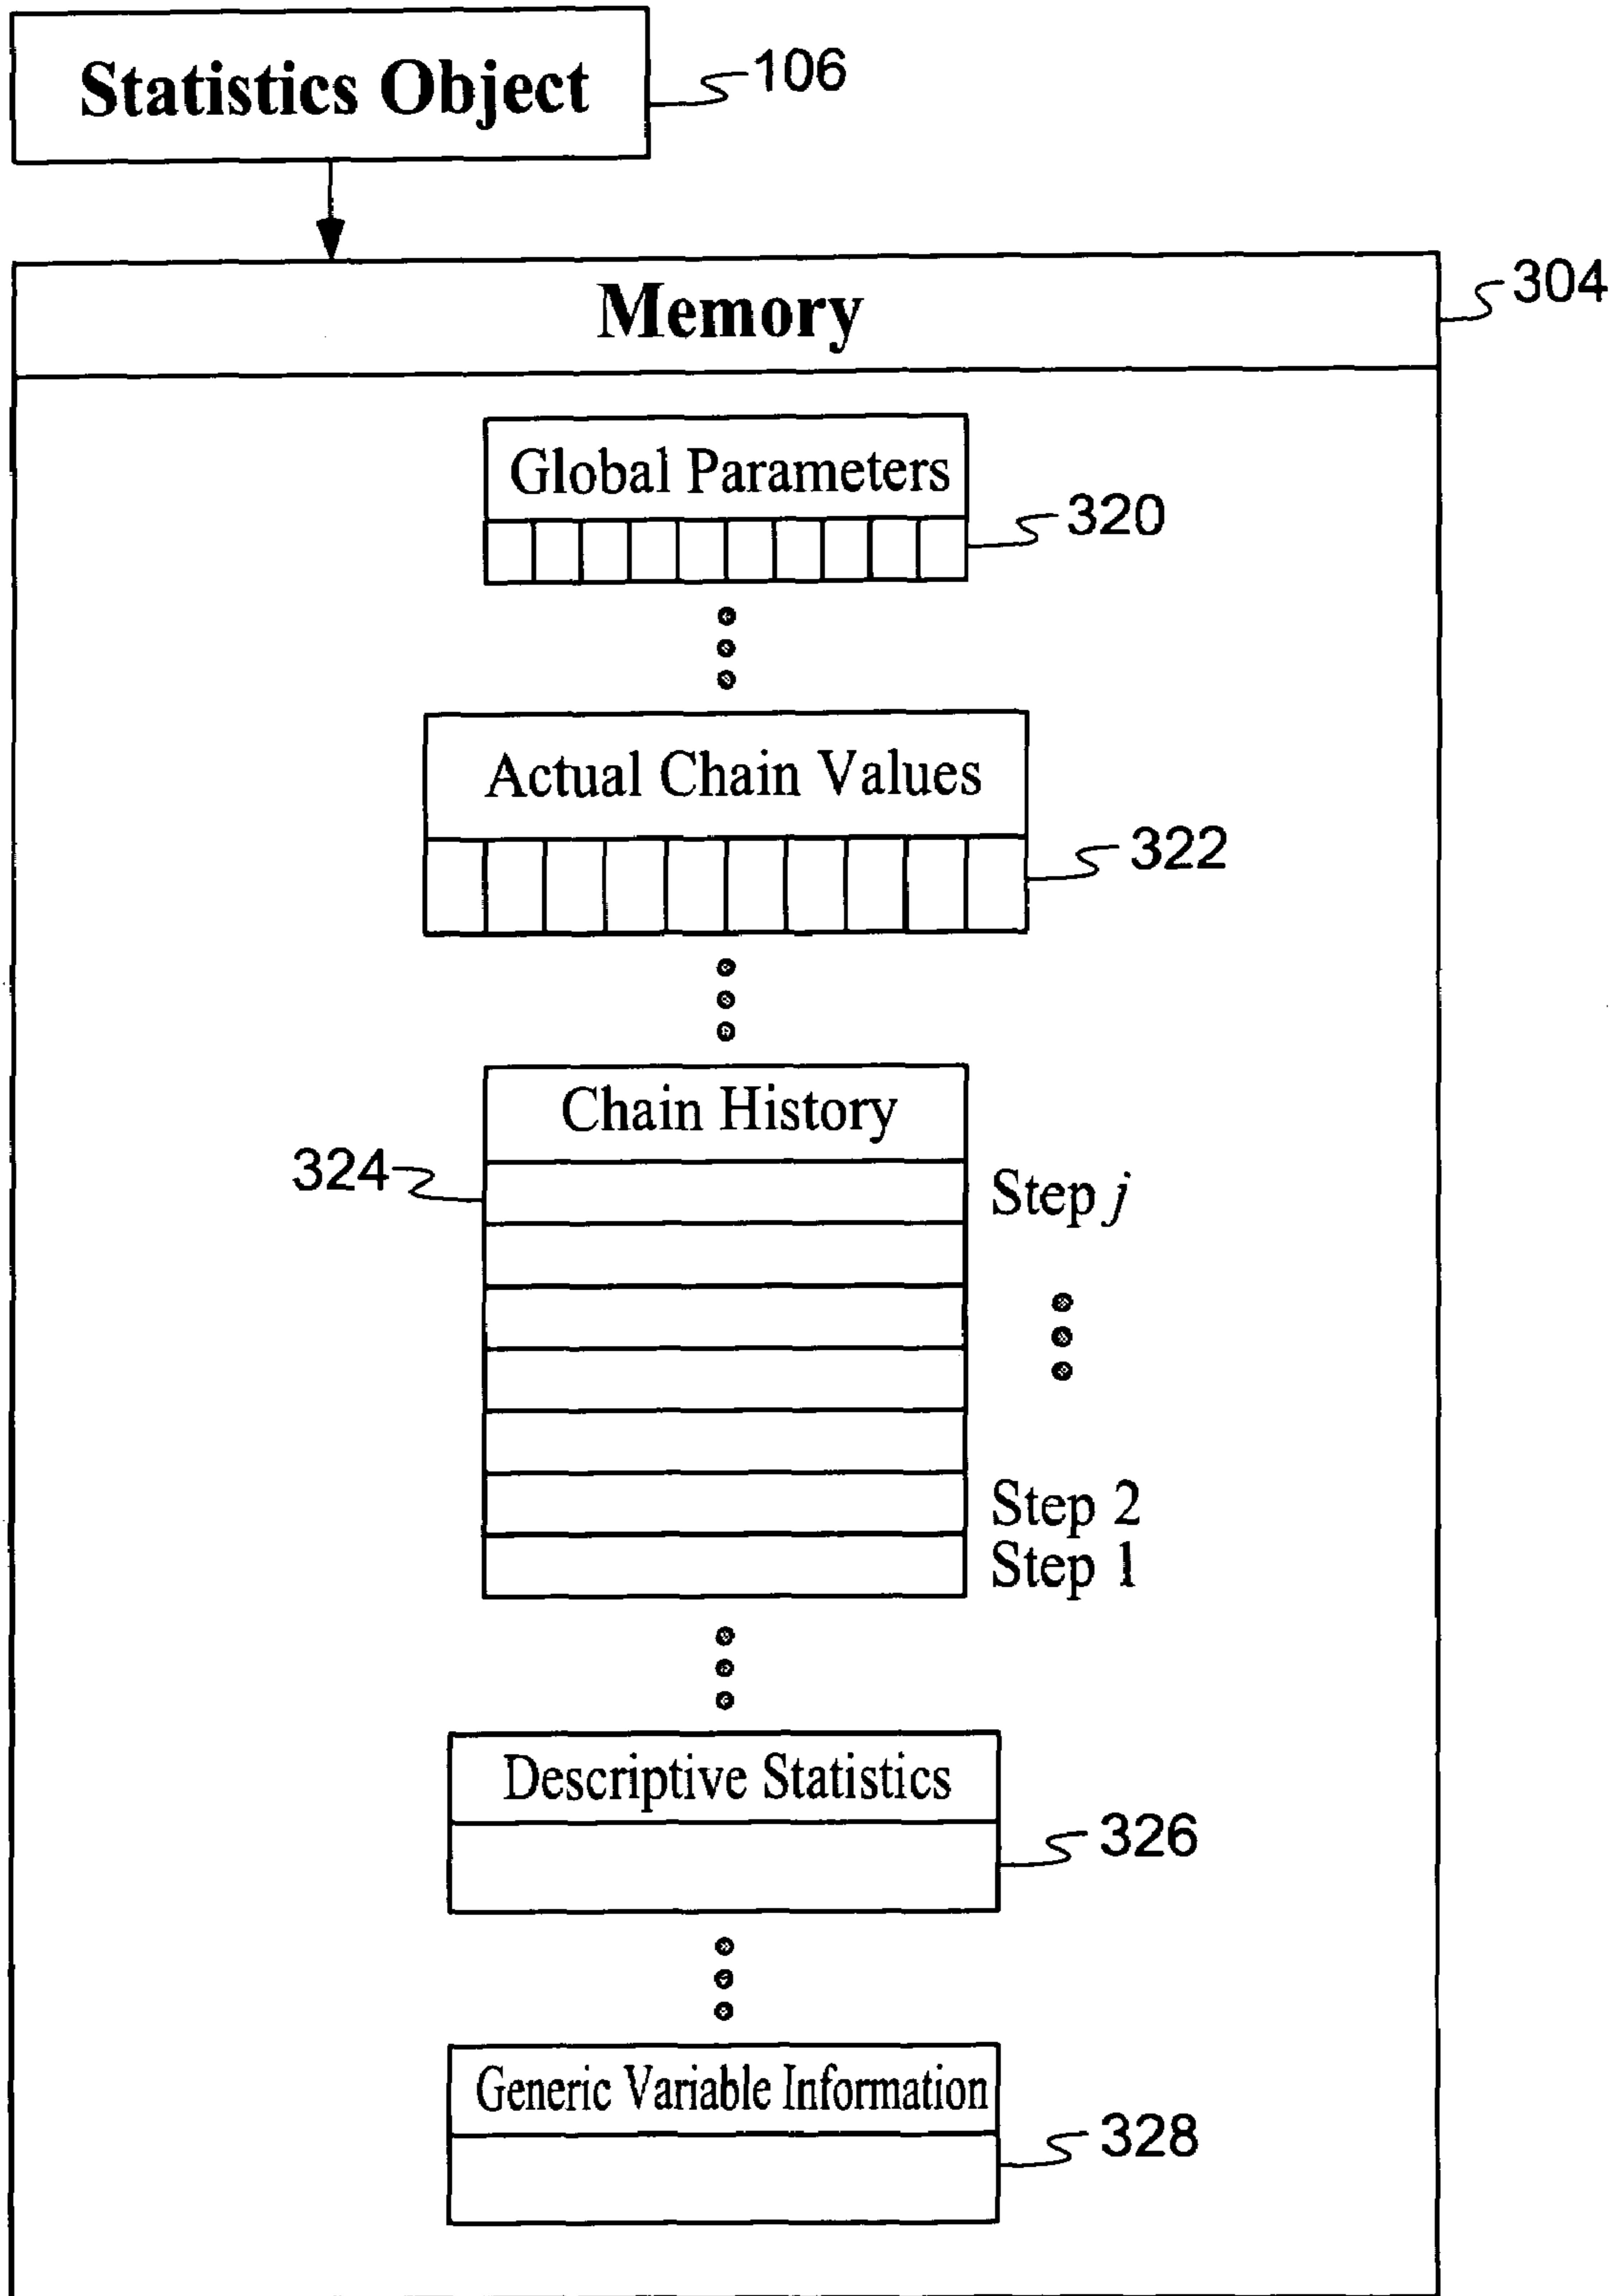 Statistics Object
106
Memory
304
Global Parameters
320
Actual Chain Values
322
Chain History
324
Step j
Step 2
Step 1
Descriptive Statistics
326
Generic Variable Information
328